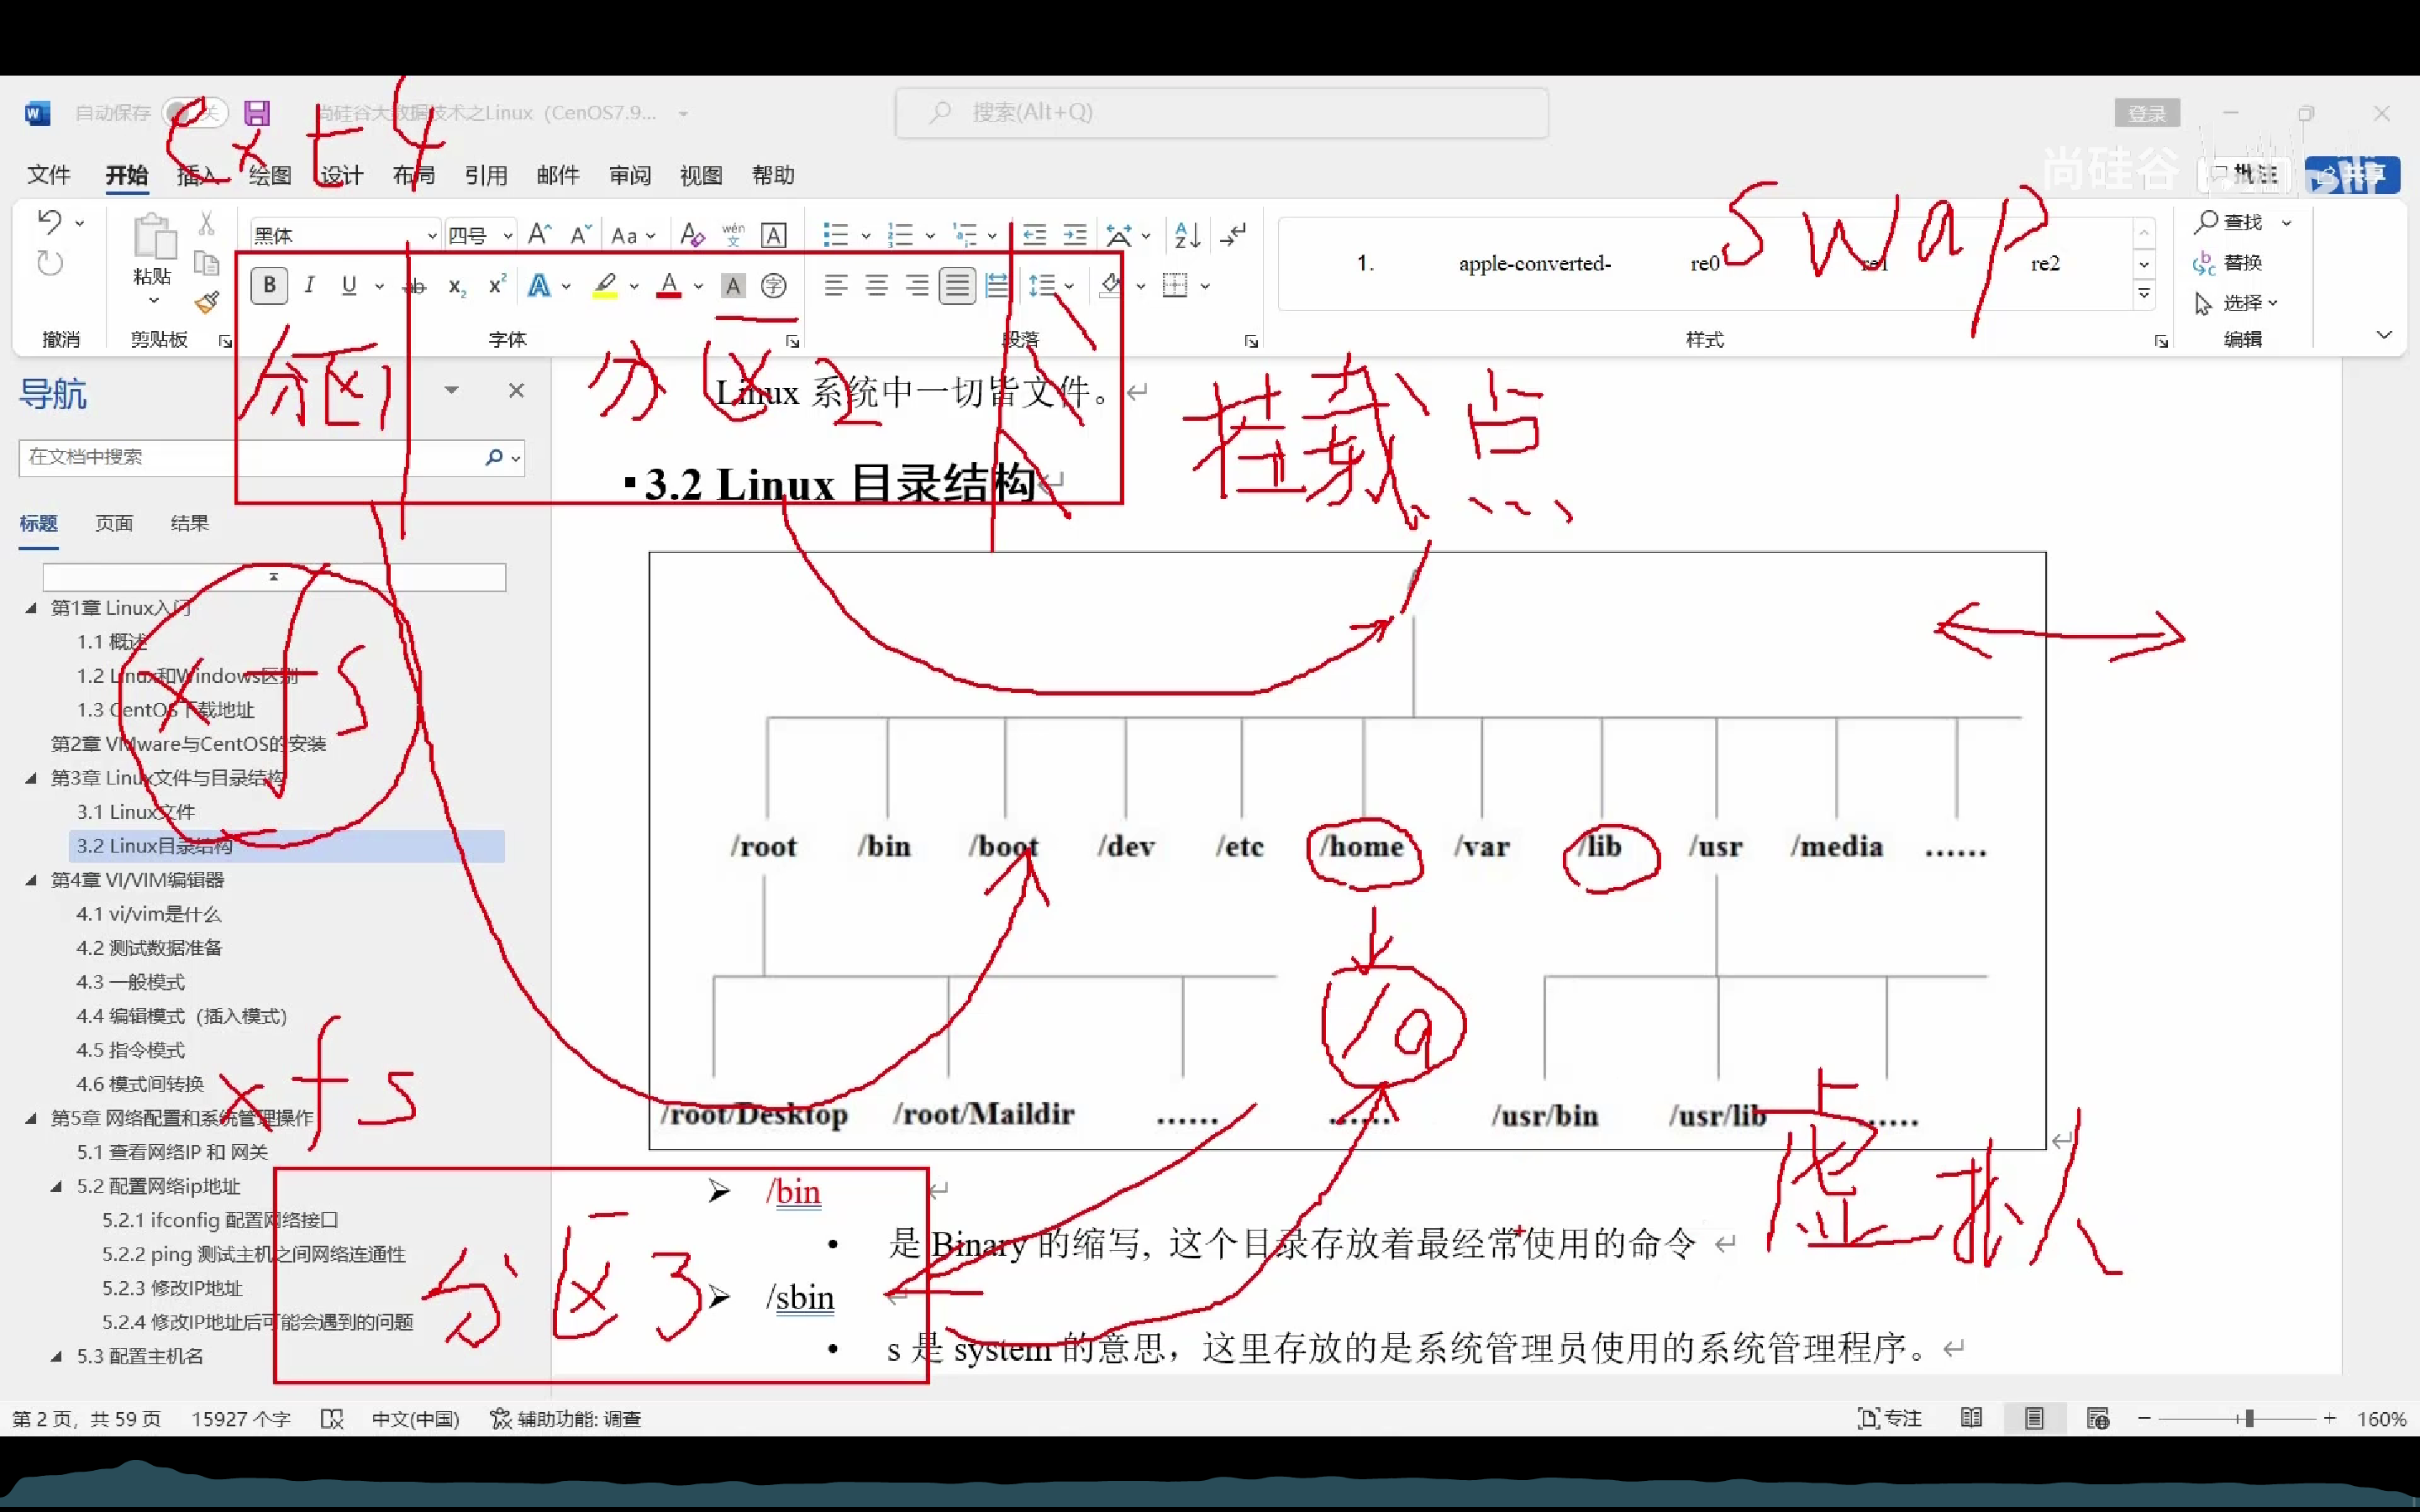 自动保存 关 尚硅谷大数据技术之Linux（CenOS7.9... 搜索(Alt+Q) 登录
ext4
文件 开始 插入 绘图 设计 布局 引用 邮件 审阅 视图 帮助 尚硅谷 批注 共享
swap
黑体 四号 Aa 查找
粘贴 B I U 1. apple-converted- re0 re1 re2 替换
选择
撤消 剪贴板 字体 段落 样式 编辑
导航
分区1 分区2 挂载点
Linux 系统中一切皆文件。
在文档中搜索
3.2 Linux 目录结构
标题 页面 结果
第1章 Linux入门
1.1 概述
1.2 Linux和Windows区别
1.3 CentOS下载地址
xfs
第2章 VMware与CentOS的安装
第3章 Linux文件与目录结构
3.1 Linux文件
3.2 Linux目录结构
第4章 VI/VIM编辑器
4.1 vi/vim是什么
4.2 测试数据准备
4.3 一般模式
4.4 编辑模式（插入模式）
4.5 指令模式
4.6 模式间转换
xfs
第5章 网络配置和系统管理操作
5.1 查看网络IP 和 网关
5.2 配置网络ip地址
5.2.1 ifconfig 配置网络接口
5.2.2 ping 测试主机之间网络连通性
5.2.3 修改IP地址
5.2.4 修改IP地址后可能会遇到的问题
5.3 配置主机名
/
/root /bin /boot /dev /etc /home /var /lib /usr /media ......
/a
/root/Desktop /root/Maildir ...... ...... /usr/bin /usr/lib ......
虚拟
分区3
/bin
是 Binary 的缩写, 这个目录存放着最经常使用的命令
/sbin
s 是 system 的意思，这里存放的是系统管理员使用的系统管理程序。
第 2 页，共 59 页 15927 个字 中文(中国) 辅助功能: 调查 专注 160%